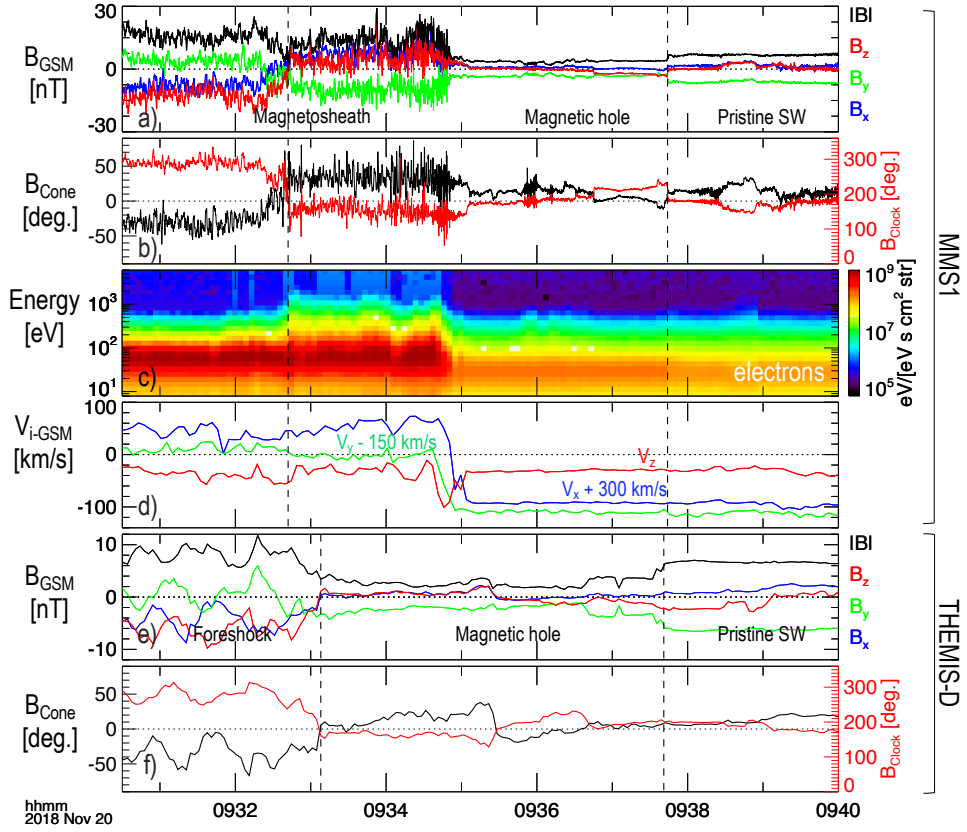 30
0
-30
B_GSM
[nT]
a)
Magnetosheath
Magnetic hole
Pristine SW
|B|
B_z
B_y
B_x
50
0
-50
B_Cone
[deg.]
b)
300
200
100
0
B_Clock [deg.]
Energy
[eV]
10^3
10^2
10^1
c)
electrons
10^9
10^7
10^5
eV/[eV s cm^2 str)
MMS1
V_i-GSM
[km/s]
100
0
-100
d)
V_y - 150 km/s
V_z
V_x + 300 km/s
B_GSM
[nT]
10
0
-10
e)
Foreshock
Magnetic hole
Pristine SW
|B|
B_z
B_y
B_x
THEMIS-D
B_Cone
[deg.]
50
0
-50
f)
300
200
100
0
B_Clock [deg.]
hhmm
2018 Nov 20
0932
0934
0936
0938
0940